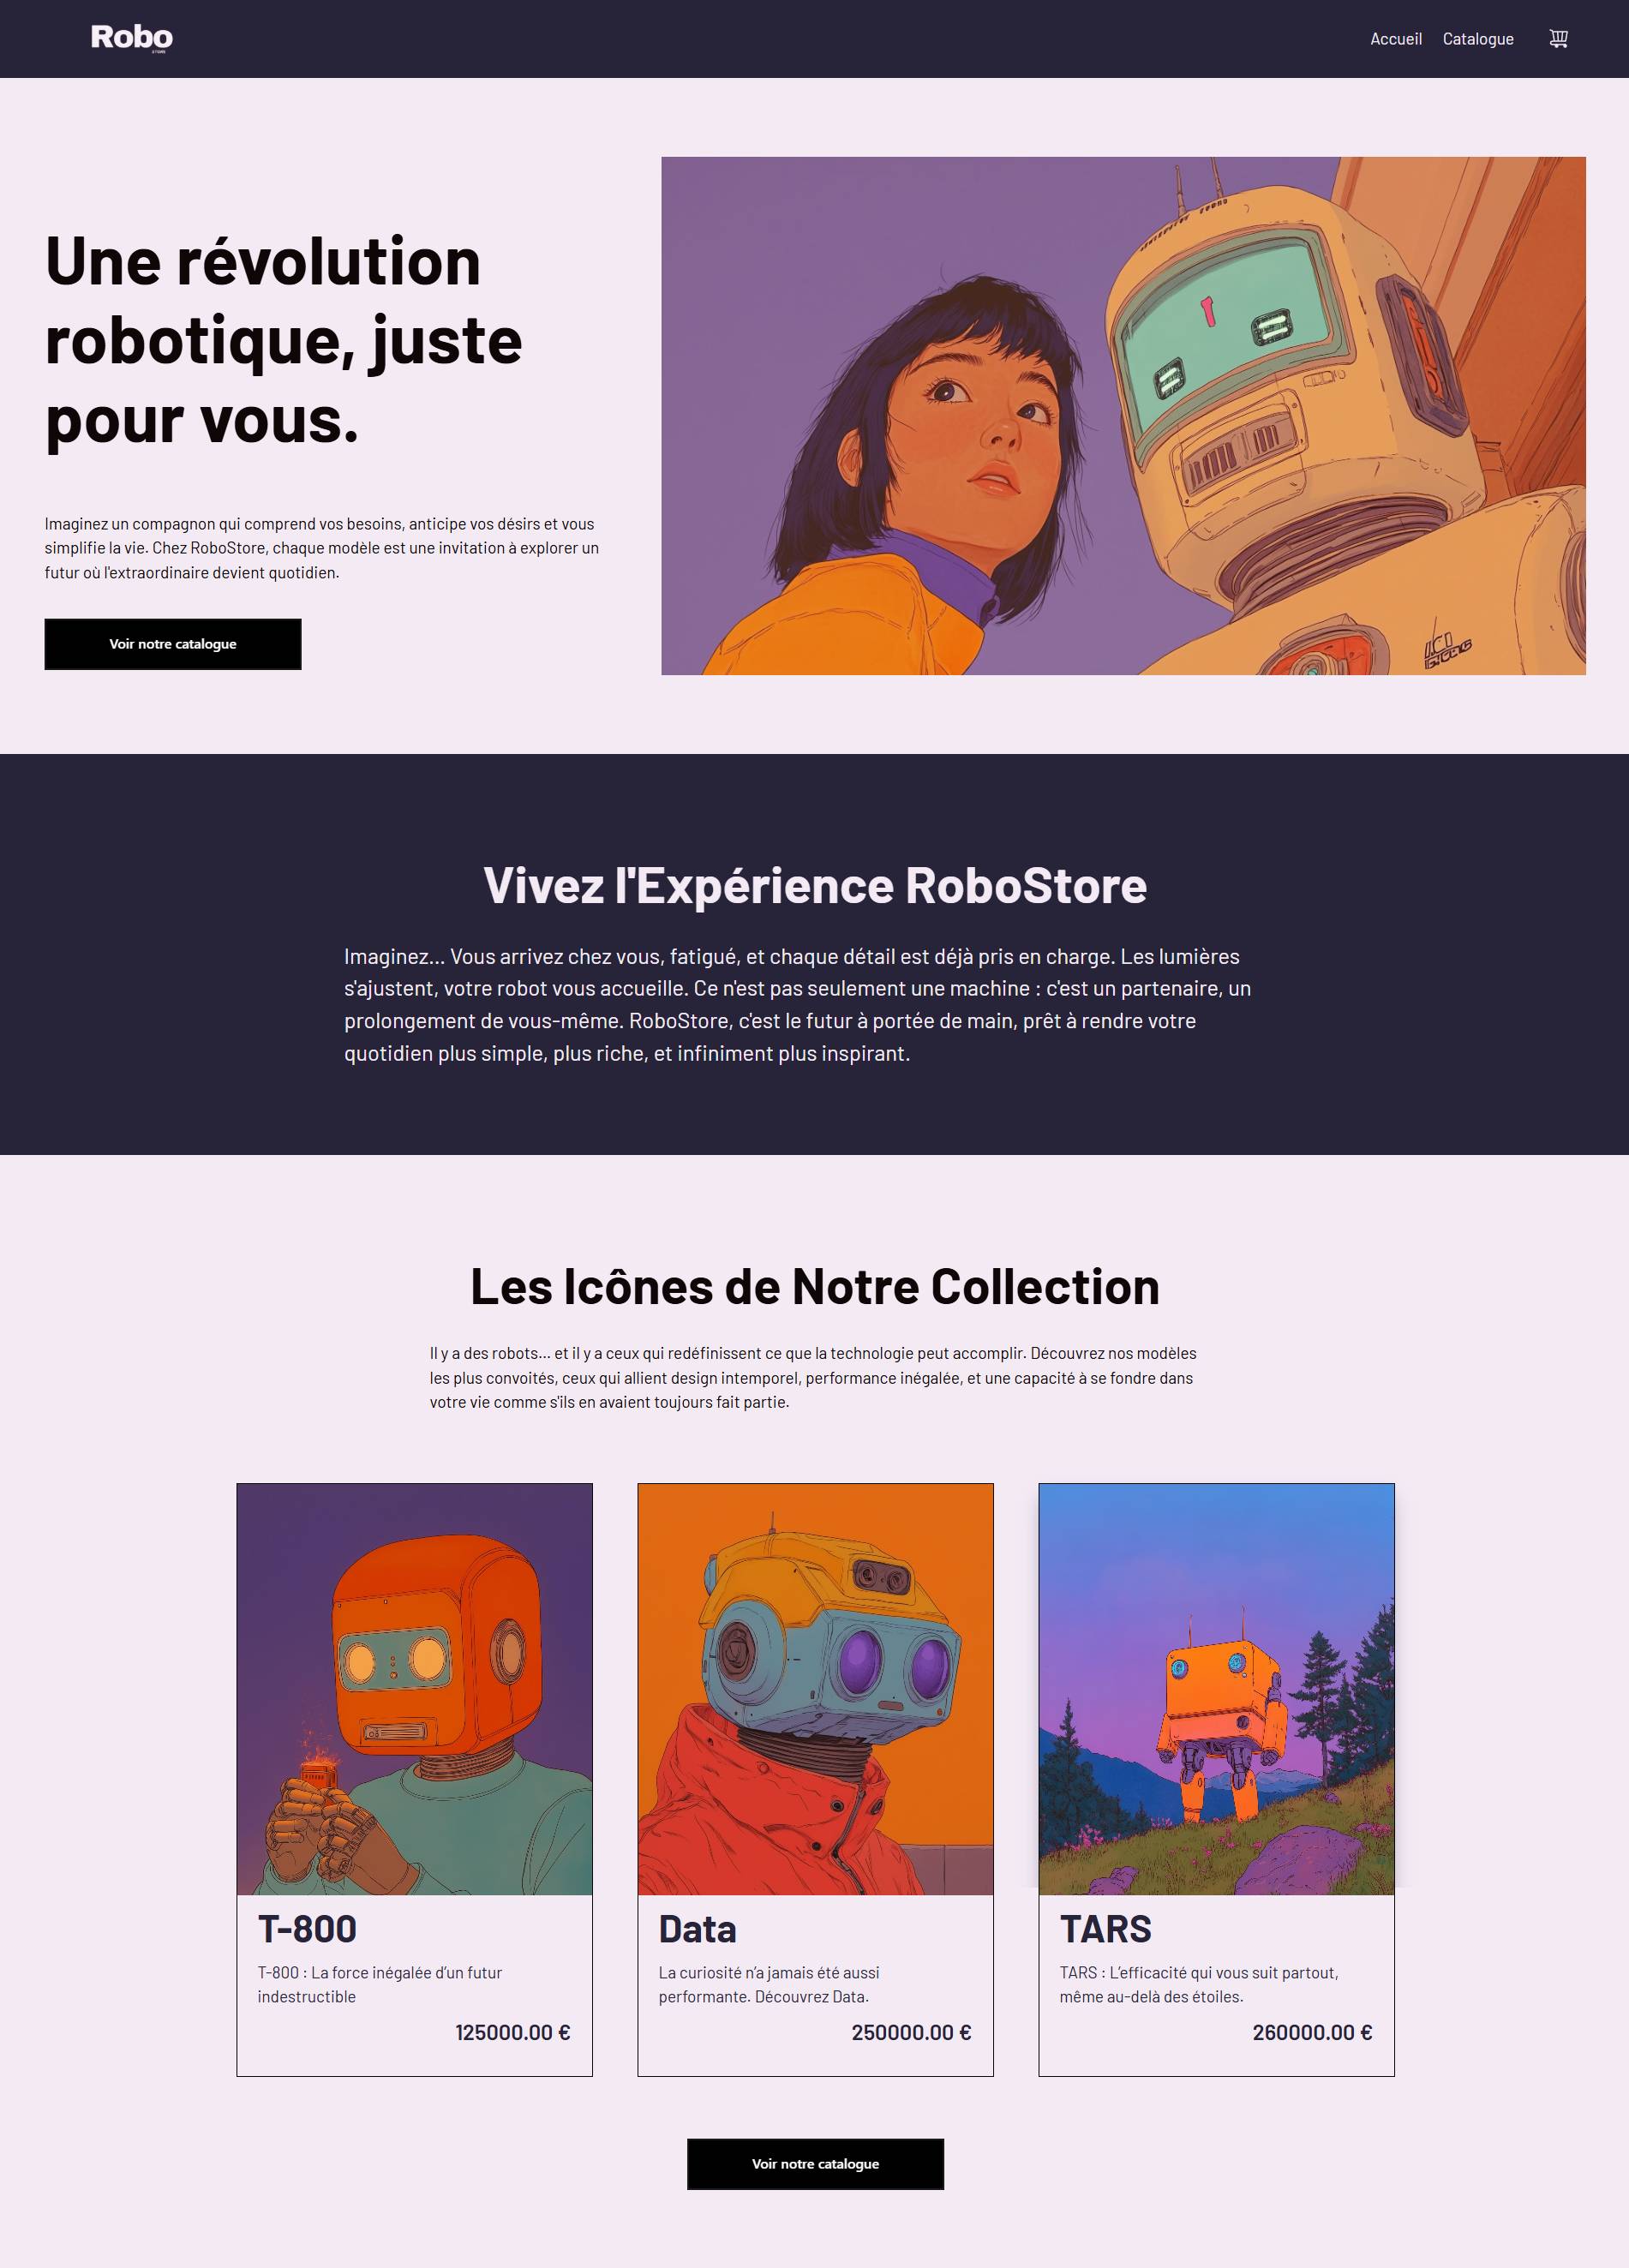 Robo
STORE
Accueil Catalogue
Une révolution
robotique, juste
pour vous.
Imaginez un compagnon qui comprend vos besoins, anticipe vos désirs et vous
simplifie la vie. Chez RoboStore, chaque modèle est une invitation à explorer un
futur où l'extraordinaire devient quotidien.
Voir notre catalogue
Vivez l'Expérience RoboStore
Imaginez... Vous arrivez chez vous, fatigué, et chaque détail est déjà pris en charge. Les lumières
s'ajustent, votre robot vous accueille. Ce n'est pas seulement une machine : c'est un partenaire, un
prolongement de vous-même. RoboStore, c'est le futur à portée de main, prêt à rendre votre
quotidien plus simple, plus riche, et infiniment plus inspirant.
Les Icônes de Notre Collection
Il y a des robots... et il y a ceux qui redéfinissent ce que la technologie peut accomplir. Découvrez nos modèles
les plus convoités, ceux qui allient design intemporel, performance inégalée, et une capacité à se fondre dans
votre vie comme s'ils en avaient toujours fait partie.
T-800
T-800 : La force inégalée d’un futur
indestructible
125000.00 €
Data
La curiosité n’a jamais été aussi
performante. Découvrez Data.
250000.00 €
TARS
TARS : L’efficacité qui vous suit partout,
même au-delà des étoiles.
260000.00 €
Voir notre catalogue